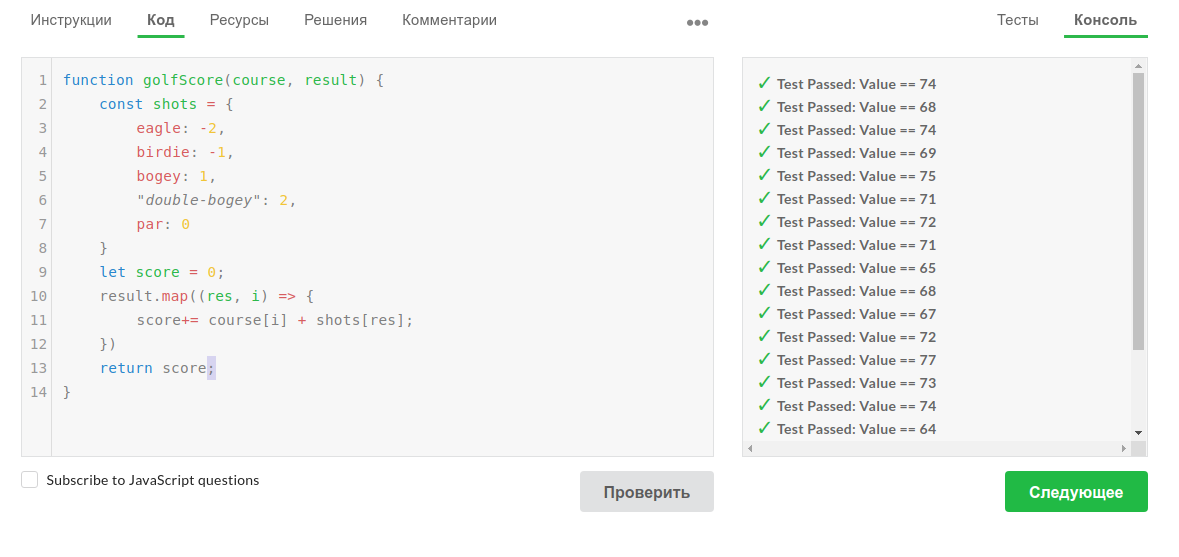 Инструкции Код Ресурсы Решения Комментарии ●●● Тесты Консоль
1 function golfScore(course, result) {
2 const shots = {
3 eagle: -2,
4 birdie: -1,
5 bogey: 1,
6 "double-bogey": 2,
7 par: 0
8 }
9 let score = 0;
10 result.map((res, i) => {
11 score+= course[i] + shots[res];
12 })
13 return score;
14 }
✓ Test Passed: Value == 74
✓ Test Passed: Value == 68
✓ Test Passed: Value == 74
✓ Test Passed: Value == 69
✓ Test Passed: Value == 75
✓ Test Passed: Value == 71
✓ Test Passed: Value == 72
✓ Test Passed: Value == 71
✓ Test Passed: Value == 65
✓ Test Passed: Value == 68
✓ Test Passed: Value == 67
✓ Test Passed: Value == 72
✓ Test Passed: Value == 77
✓ Test Passed: Value == 73
✓ Test Passed: Value == 74
✓ Test Passed: Value == 64
Subscribe to JavaScript questions
Проверить
Следующее